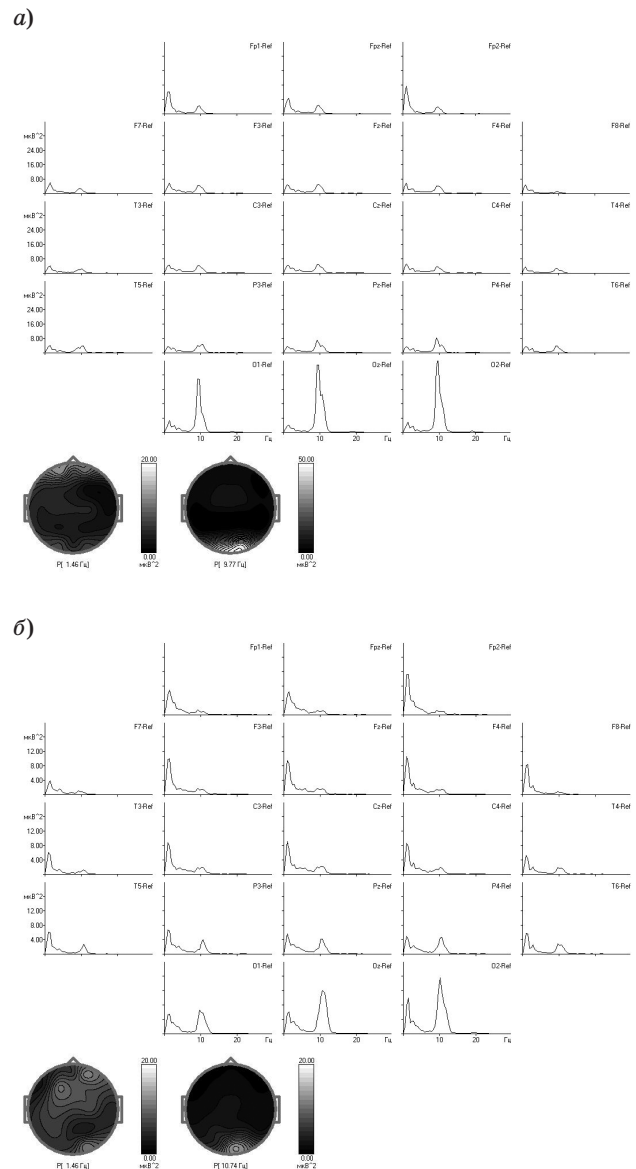 а)
Fp1-Ref Fpz-Ref Fp2-Ref
F7-Ref F3-Ref Fz-Ref F4-Ref F8-Ref
мкВ^2
24.00
16.00
8.00
T3-Ref C3-Ref Cz-Ref C4-Ref T4-Ref
мкВ^2
24.00
16.00
8.00
T5-Ref P3-Ref Pz-Ref P4-Ref T6-Ref
мкВ^2
24.00
16.00
8.00
O1-Ref Oz-Ref O2-Ref
10 20 Гц 10 20 Гц 10 20 Гц
20.00 50.00
0.00 0.00
P[ 1.46 Гц] мкВ^2 P[ 9.77 Гц] мкВ^2
б)
Fp1-Ref Fpz-Ref Fp2-Ref
F7-Ref F3-Ref Fz-Ref F4-Ref F8-Ref
мкВ^2
12.00
8.00
4.00
T3-Ref C3-Ref Cz-Ref C4-Ref T4-Ref
мкВ^2
12.00
8.00
4.00
T5-Ref P3-Ref Pz-Ref P4-Ref T6-Ref
мкВ^2
12.00
8.00
4.00
O1-Ref Oz-Ref O2-Ref
10 20 Гц 10 20 Гц 10 20 Гц
20.00 20.00
0.00 0.00
P[ 1.46 Гц] мкВ^2 P[ 10.74 Гц] мкВ^2